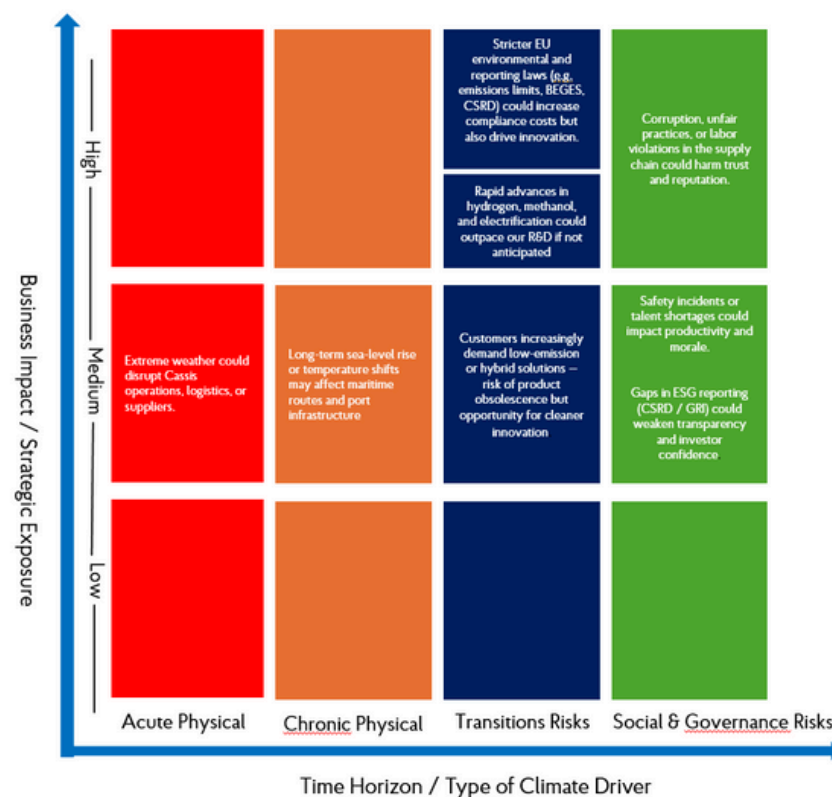 Business Impact / Strategic Exposure
High
Medium
Low
Stricter EU
environmental and
reporting laws (e.g.
emissions limits, BEGES,
CSRD) could increase
compliance costs but
also drive innovation.
Corruption, unfair
practices, or labor
violations in the supply
chain could harm trust
and reputation.
Rapid advances in
hydrogen, methanol,
and electrification could
outpace our R&D if not
anticipated
Extreme weather could
disrupt Cassis
operations, logistics, or
suppliers.
Long-term sea-level rise
or temperature shifts
may affect maritime
routes and port
infrastructure
Customers increasingly
demand low-emission
or hybrid solutions –
risk of product
obsolescence but
opportunity for cleaner
innovation
Safety incidents or
talent shortages could
impact productivity and
morale.
Gaps in ESG reporting
(CSRD / GRI) could
weaken transparency
and investor
confidence.
Acute Physical
Chronic Physical
Transitions Risks
Social & Governance Risks
Time Horizon / Type of Climate Driver